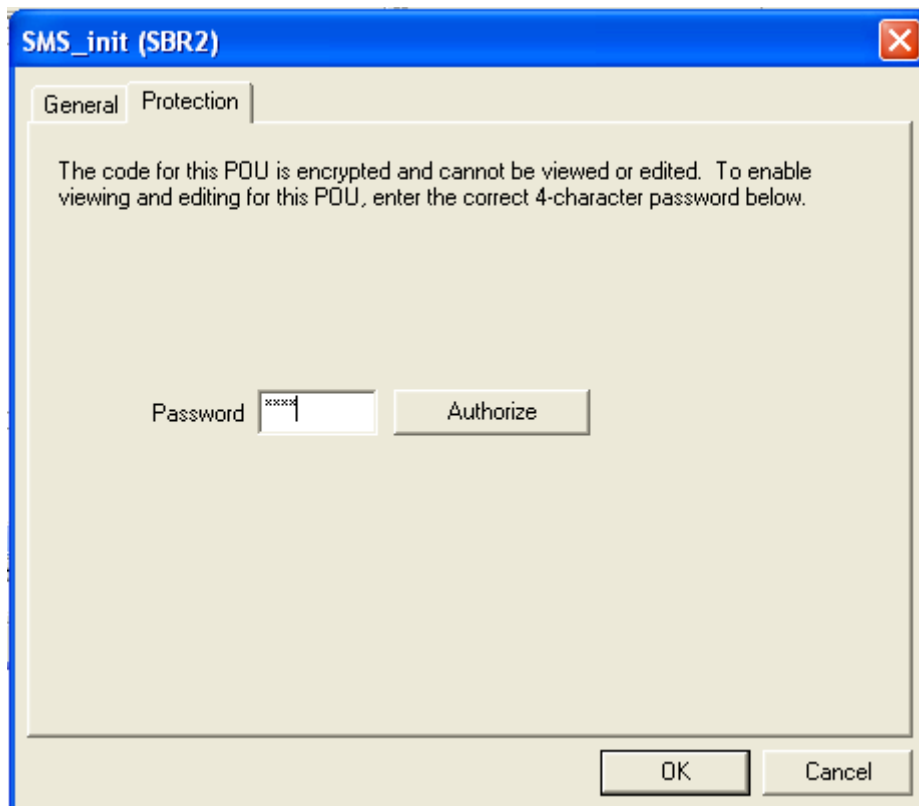 SMS_init (SBR2)
General Protection
The code for this POU is encrypted and cannot be viewed or edited. To enable
viewing and editing for this POU, enter the correct 4-character password below.
Password xxxx Authorize
OK Cancel